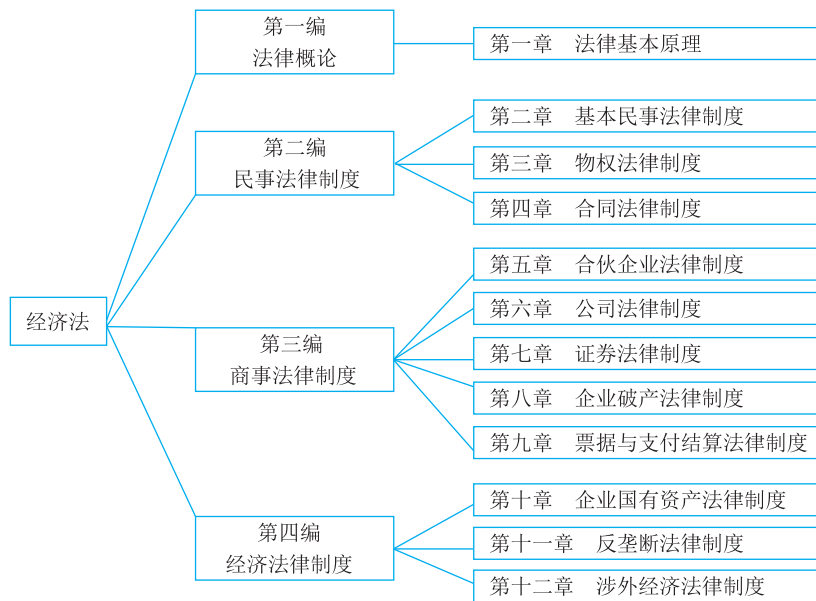 经济法
第一编
法律概论
第一章 法律基本原理
第二编
民事法律制度
第二章 基本民事法律制度
第三章 物权法律制度
第四章 合同法律制度
第三编
商事法律制度
第五章 合伙企业法律制度
第六章 公司法律制度
第七章 证券法律制度
第八章 企业破产法律制度
第九章 票据与支付结算法律制度
第四编
经济法律制度
第十章 企业国有资产法律制度
第十一章 反垄断法律制度
第十二章 涉外经济法律制度